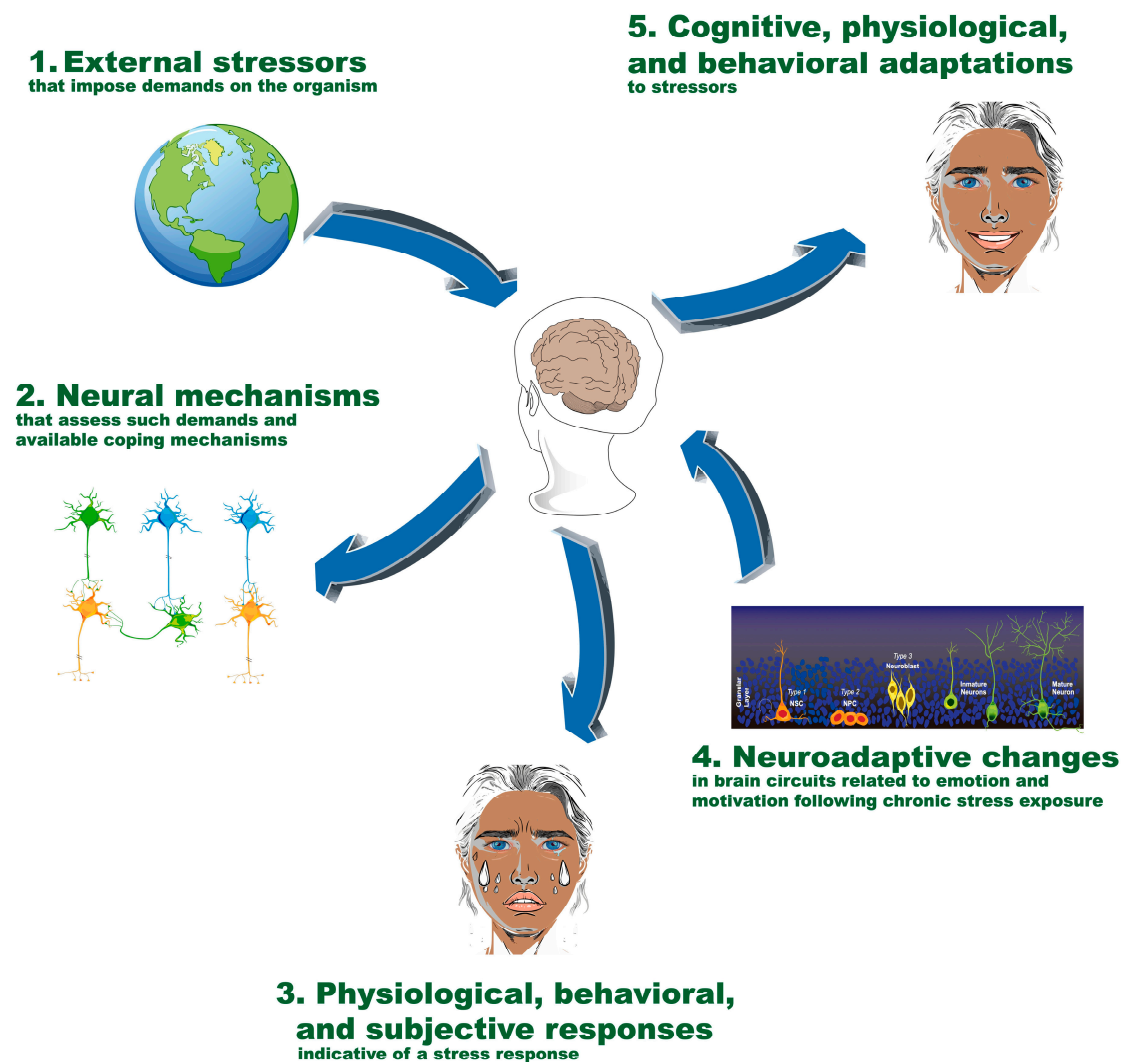 1. External stressors
that impose demands on the organism
5. Cognitive, physiological,
and behavioral adaptations
to stressors
2. Neural mechanisms
that assess such demands and
available coping mechanisms
Granular
Layer
Type 1
NSC
Type 2
NPC
Type 3
Neuroblast
Inmature
Neurons
Mature
Neuron
4. Neuroadaptive changes
in brain circuits related to emotion and
motivation following chronic stress exposure
3. Physiological, behavioral,
and subjective responses
indicative of a stress response